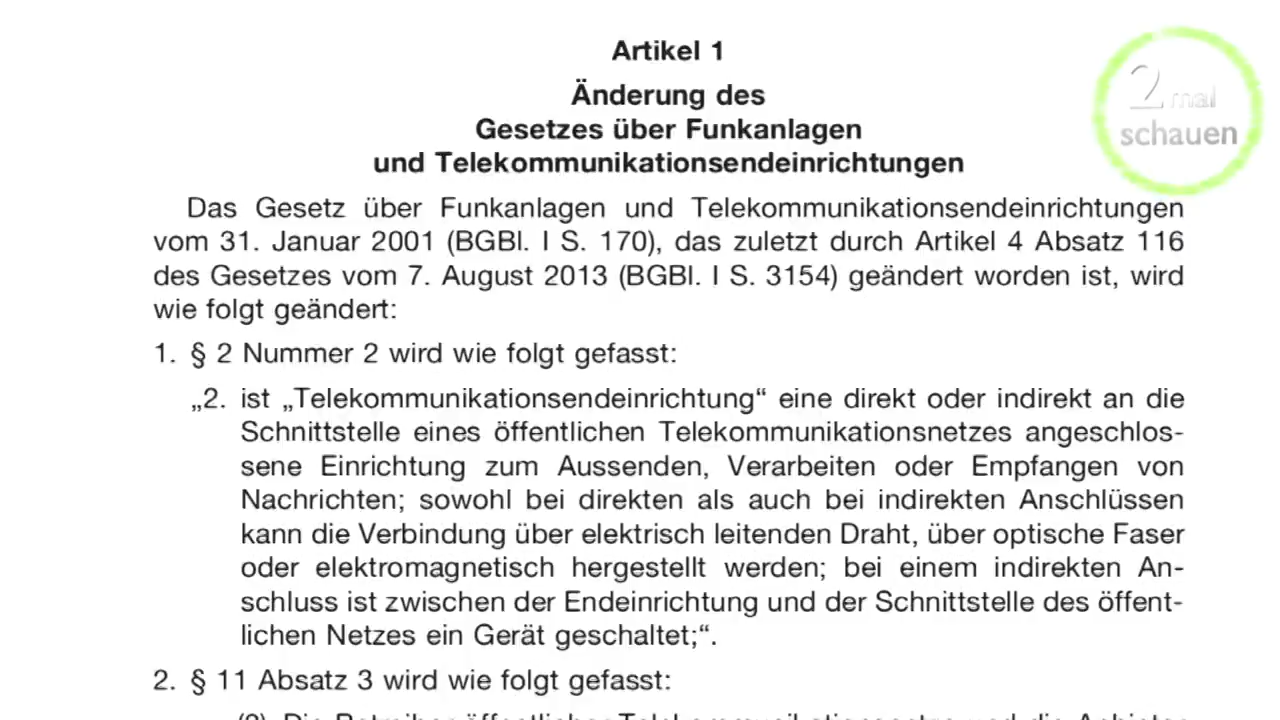 Artikel 1
Änderung des
Gesetzes über Funkanlagen
und Telekommunikationsendeinrichtungen
2 mal
schauen
Das Gesetz über Funkanlagen und Telekommunikationsendeinrichtungen
vom 31. Januar 2001 (BGBl. I S. 170), das zuletzt durch Artikel 4 Absatz 116
des Gesetzes vom 7. August 2013 (BGBl. I S. 3154) geändert worden ist, wird
wie folgt geändert:
1. § 2 Nummer 2 wird wie folgt gefasst:
„2. ist „Telekommunikationsendeinrichtung“ eine direkt oder indirekt an die
Schnittstelle eines öffentlichen Telekommunikationsnetzes angeschlos-
sene Einrichtung zum Aussenden, Verarbeiten oder Empfangen von
Nachrichten; sowohl bei direkten als auch bei indirekten Anschlüssen
kann die Verbindung über elektrisch leitenden Draht, über optische Faser
oder elektromagnetisch hergestellt werden; bei einem indirekten An-
schluss ist zwischen der Endeinrichtung und der Schnittstelle des öffent-
lichen Netzes ein Gerät geschaltet;“.
2. § 11 Absatz 3 wird wie folgt gefasst: